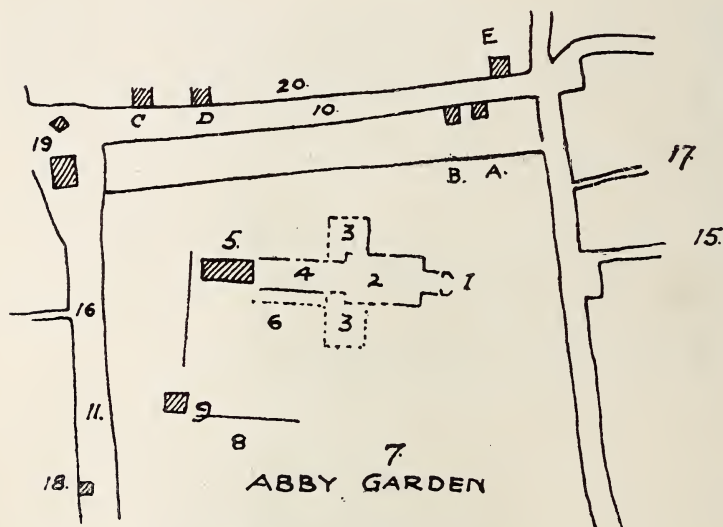 E
20.
C D 10.
19
B. A. 17.
5. 3 15.
4 2 I
16 6 3
11. 9
8 7.
18. ABBY GARDEN